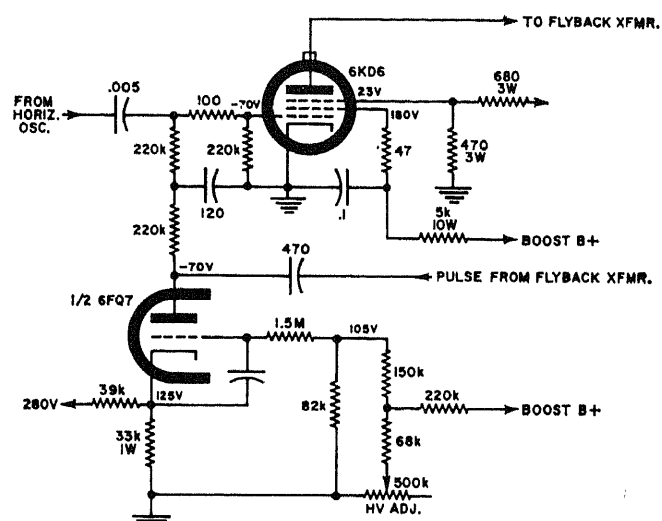 TO FLYBACK XFMR.
6KD6
.005
FROM
HORIZ.
OSC.
100
-70V
23V
180V
680
3W
470
3W
220k
220k
47
120
.1
220k
5k
10W
BOOST B+
470
-70V
PULSE FROM FLYBACK XFMR.
1/2 6FQ7
1.5M
105V
150k
280V
39k
125V
82k
220k
BOOST B+
33k
1W
68k
500k
HV ADJ.